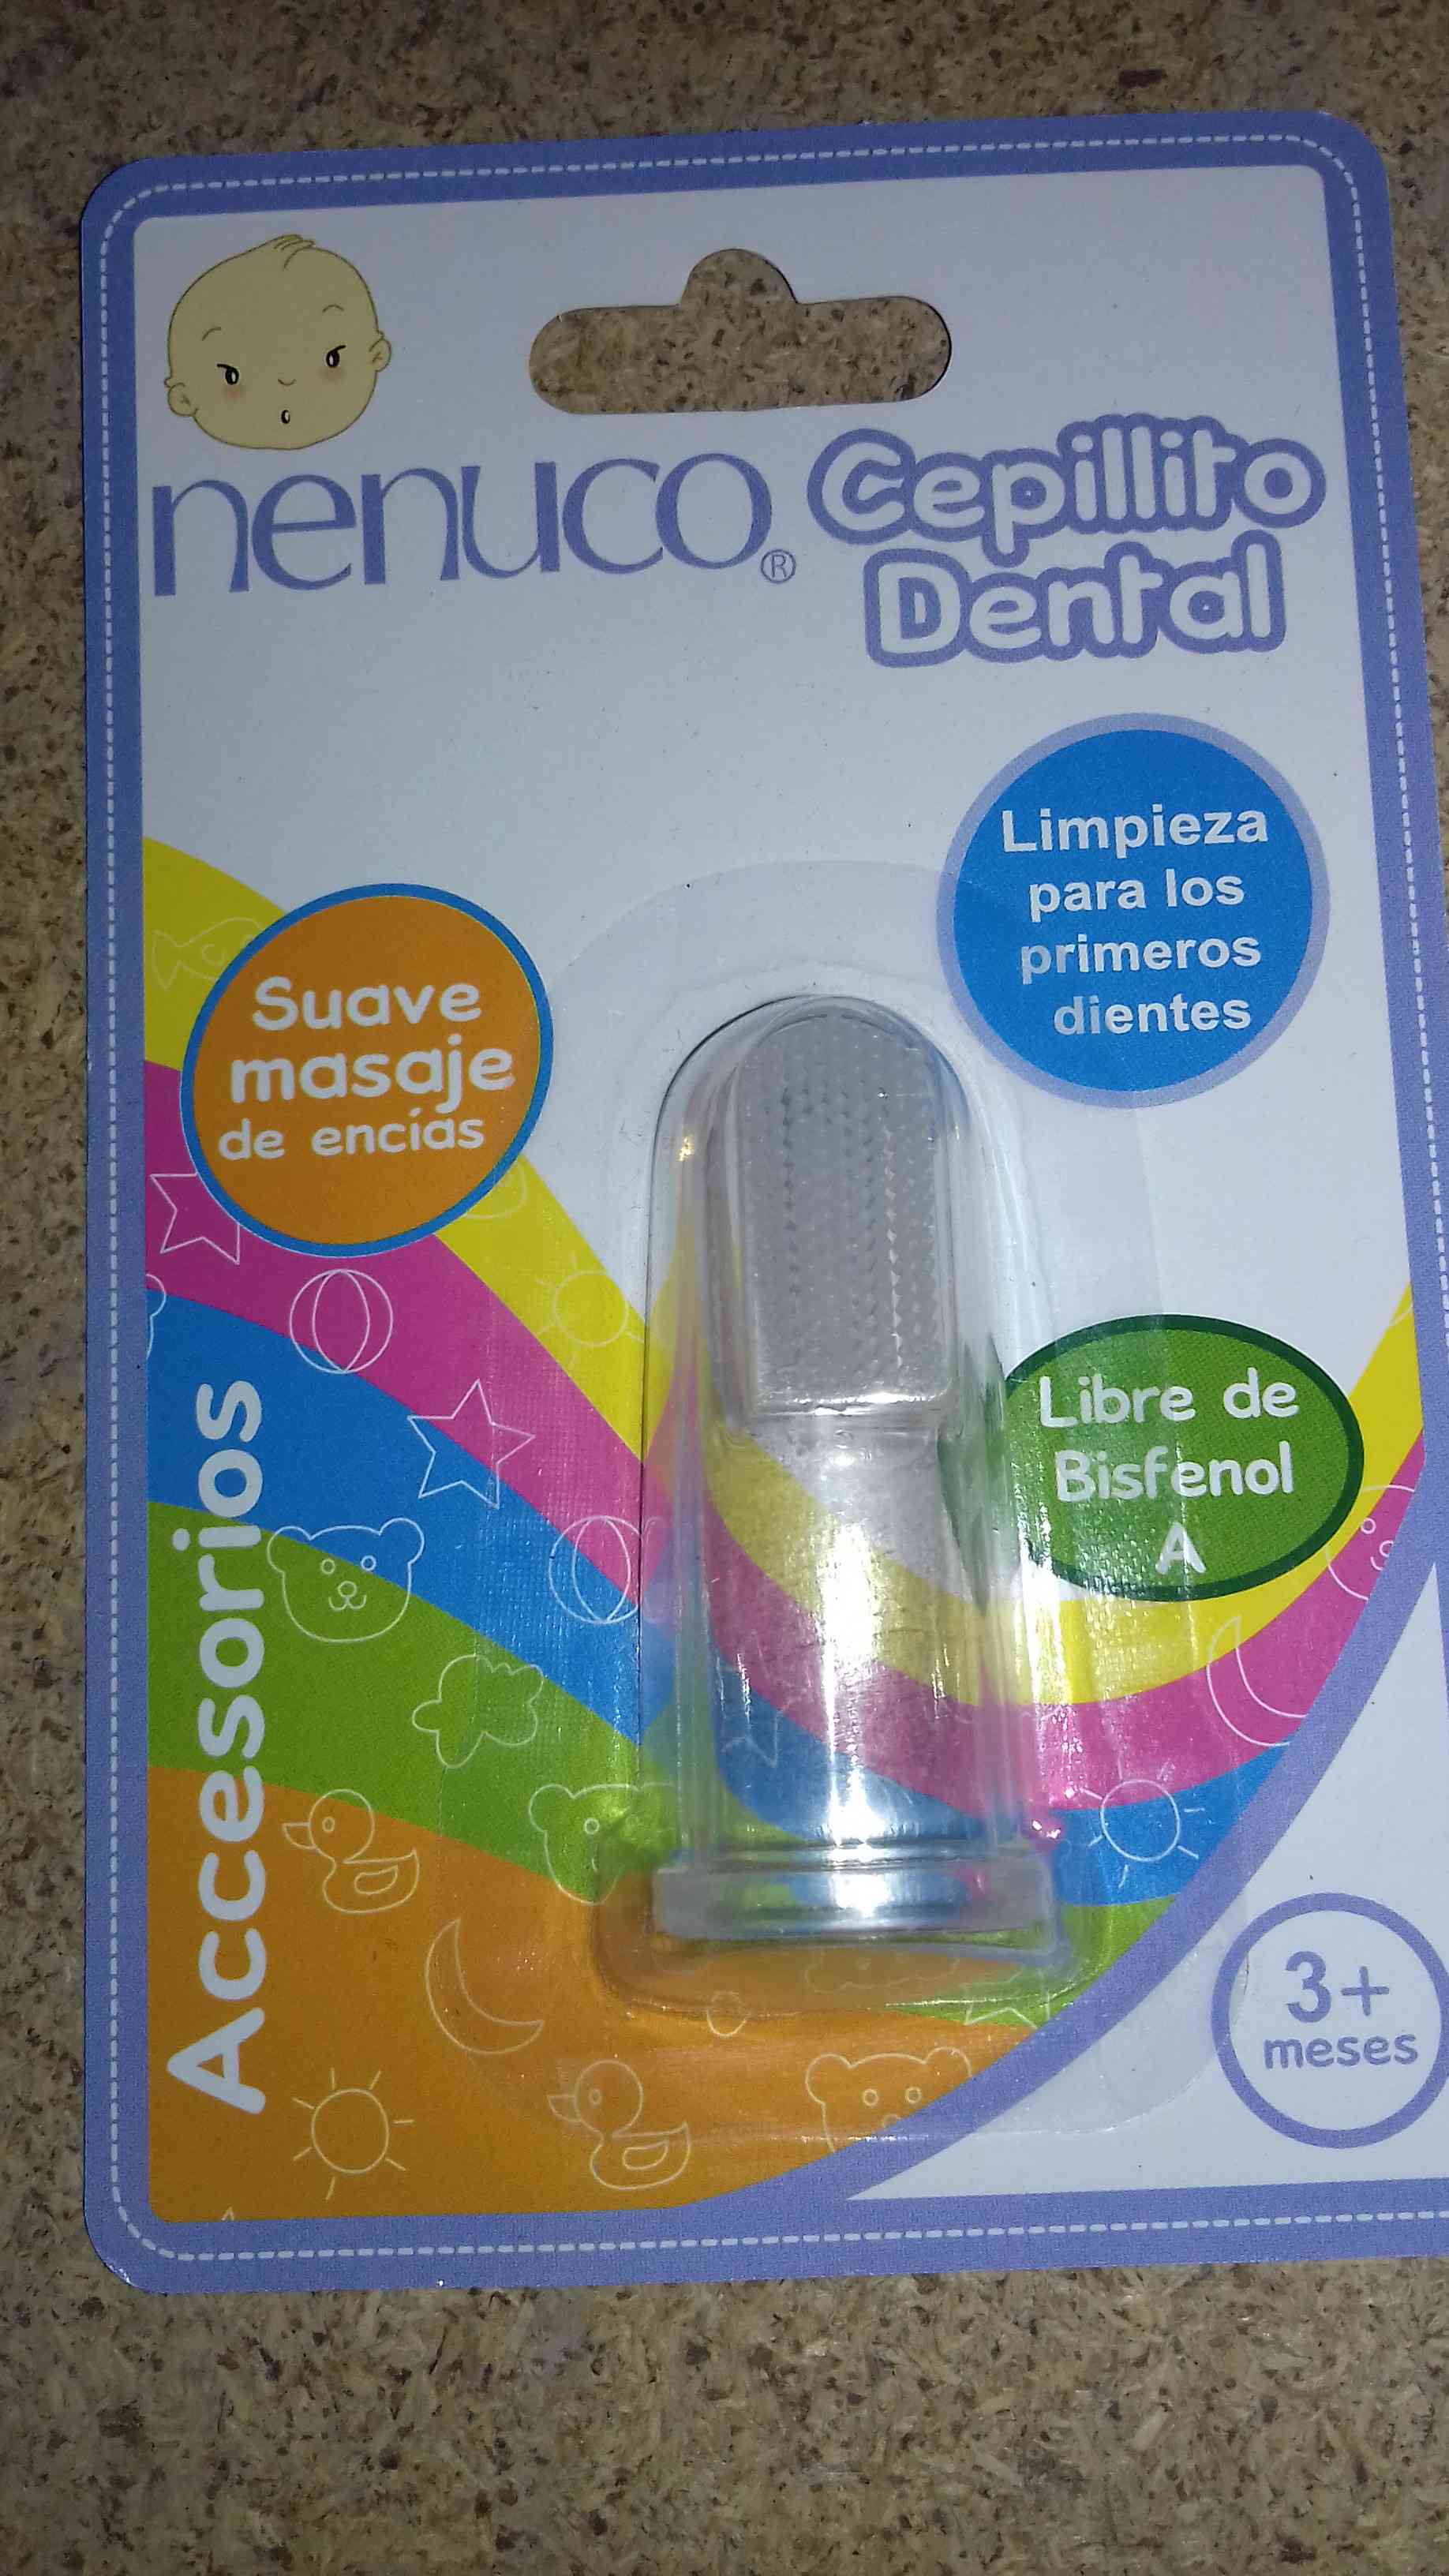 nenuco®
Cepillito
Dental
Limpieza
para los
primeros
dientes
Suave
masaje
de encías
Libre de
Bisfenol
A
Accesorios
3+
meses